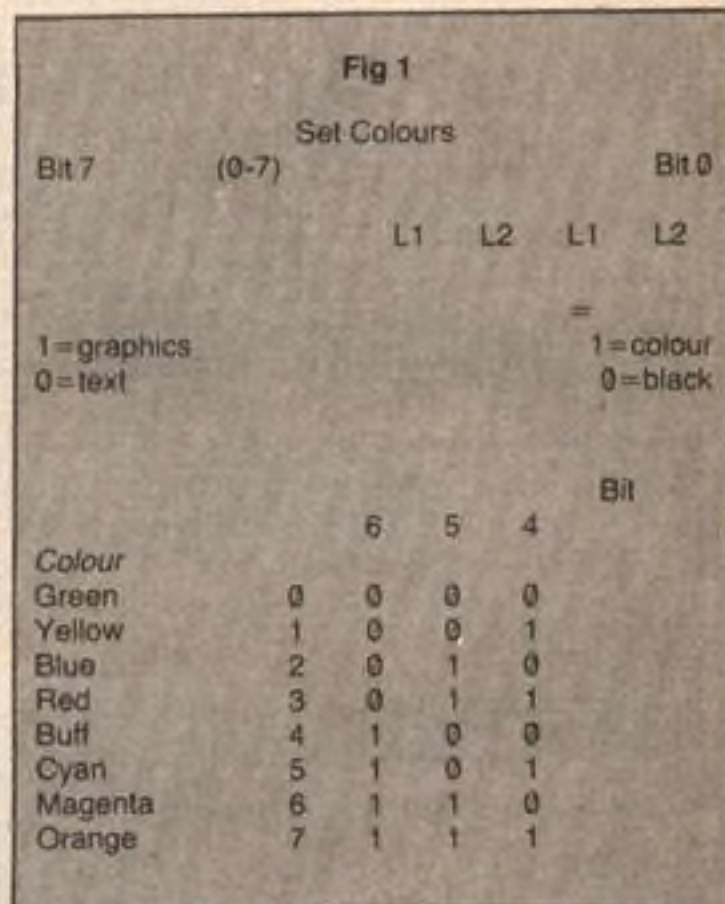 Fig 1
Set Colours
Bit 7 (0-7) Bit 0
L1 L2 L1 L2
=
1=graphics 1=colour
0=text 0=black
Bit
6 5 4
Colour
Green 0 0 0 0
Yellow 1 0 0 1
Blue 2 0 1 0
Red 3 0 1 1
Buff 4 1 0 0
Cyan 5 1 0 1
Magenta 6 1 1 0
Orange 7 1 1 1